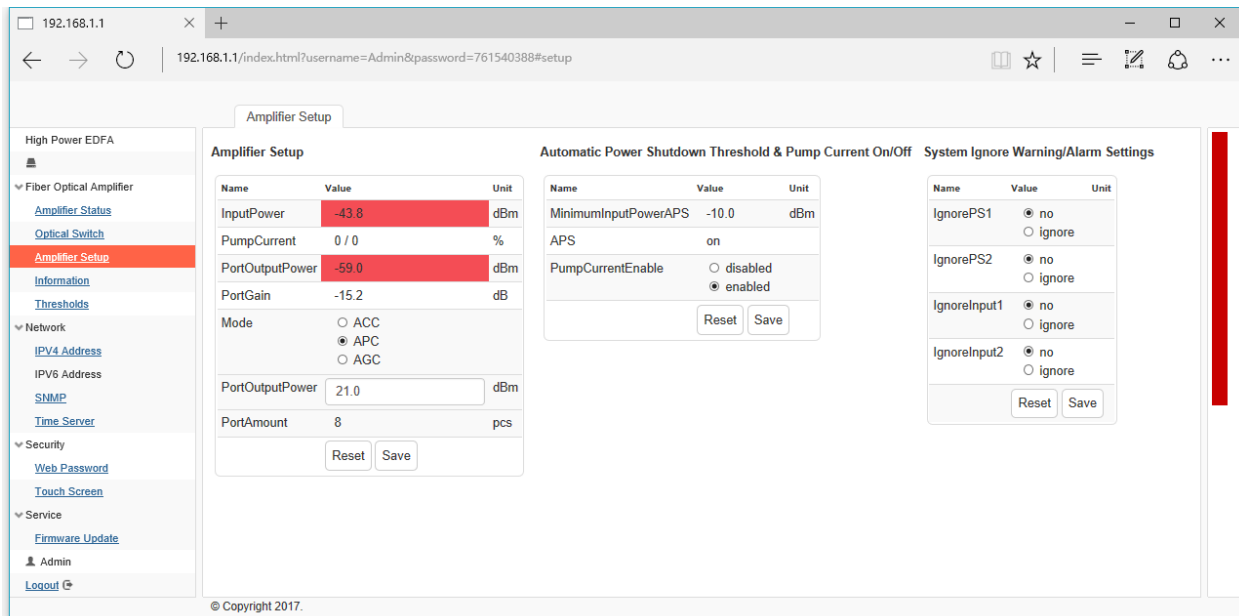 192.168.1.1
192.168.1.1/index.html?username=Admin&password=761540388#setup
Amplifier Setup
High Power EDFA
Fiber Optical Amplifier
Amplifier Status
Optical Switch
Amplifier Setup
Information
Thresholds
Network
IPV4 Address
IPV6 Address
SNMP
Time Server
Security
Web Password
Touch Screen
Service
Firmware Update
Admin
Logout
Amplifier Setup
Name Value Unit
InputPower -43.8 dBm
PumpCurrent 0 / 0 %
PortOutputPower -59.0 dBm
PortGain -15.2 dB
Mode ACC
APC
AGC
PortOutputPower 21.0 dBm
PortAmount 8 pcs
Reset Save
Automatic Power Shutdown Threshold & Pump Current On/Off
Name Value Unit
MinimumInputPowerAPS -10.0 dBm
APS on
PumpCurrentEnable disabled
enabled
Reset Save
System Ignore Warning/Alarm Settings
Name Value Unit
IgnorePS1 no
ignore
IgnorePS2 no
ignore
IgnoreInput1 no
ignore
IgnoreInput2 no
ignore
Reset Save
© Copyright 2017.